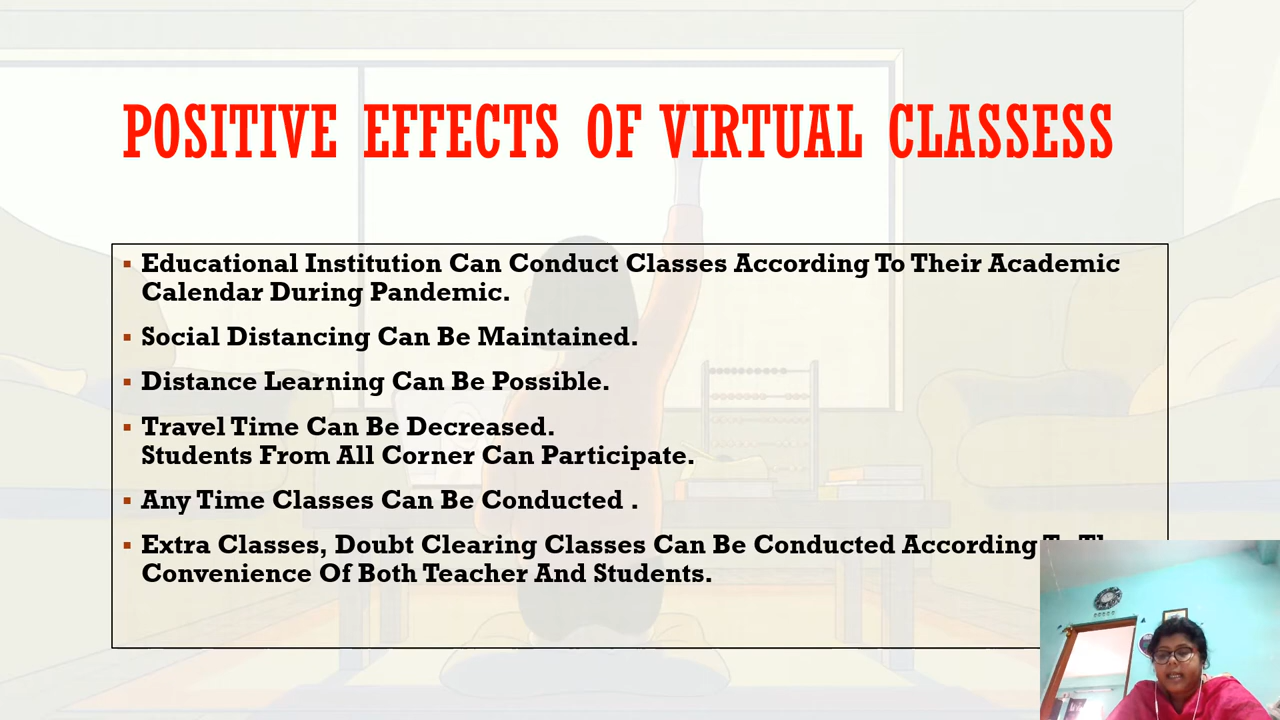 POSITIVE EFFECTS OF VIRTUAL CLASSESS
Educational Institution Can Conduct Classes According To Their Academic
Calendar During Pandemic.
Social Distancing Can Be Maintained.
Distance Learning Can Be Possible.
Travel Time Can Be Decreased.
Students From All Corner Can Participate.
Any Time Classes Can Be Conducted .
Extra Classes, Doubt Clearing Classes Can Be Conducted According
Convenience Of Both Teacher And Students.